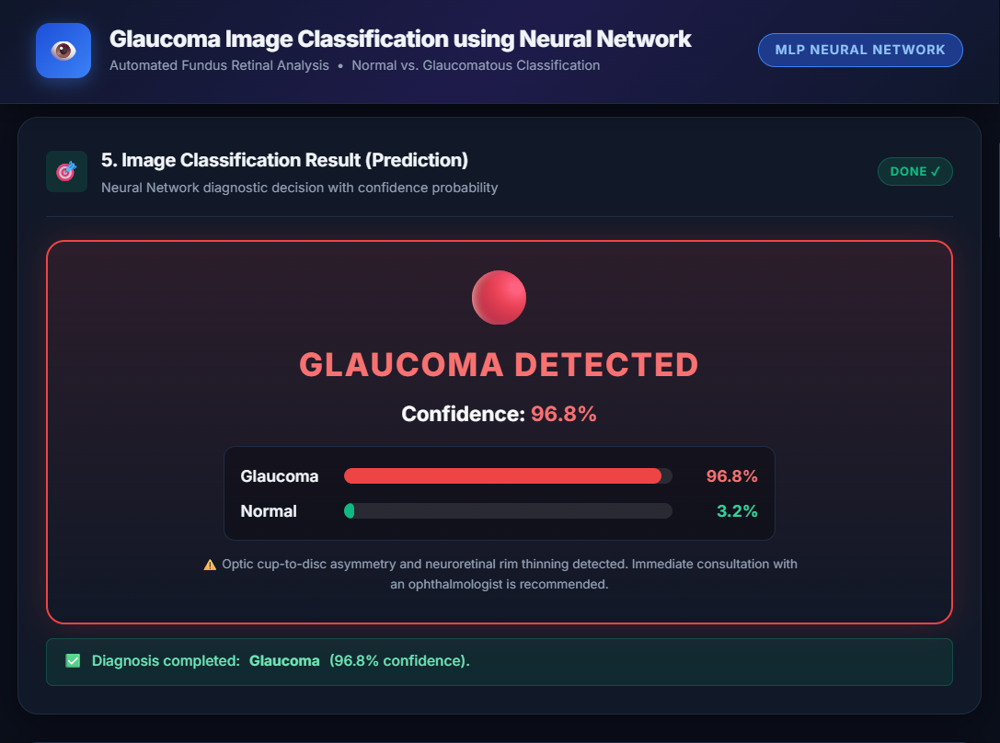 Glaucoma Image Classification using Neural Network
Automated Fundus Retinal Analysis • Normal vs. Glaucomatous Classification
MLP NEURAL NETWORK
5. Image Classification Result (Prediction)
Neural Network diagnostic decision with confidence probability
DONE ✓
GLAUCOMA DETECTED
Confidence: 96.8%
Glaucoma 96.8%
Normal 3.2%
⚠️ Optic cup-to-disc asymmetry and neuroretinal rim thinning detected. Immediate consultation with
an ophthalmologist is recommended.
✅ Diagnosis completed: Glaucoma (96.8% confidence).